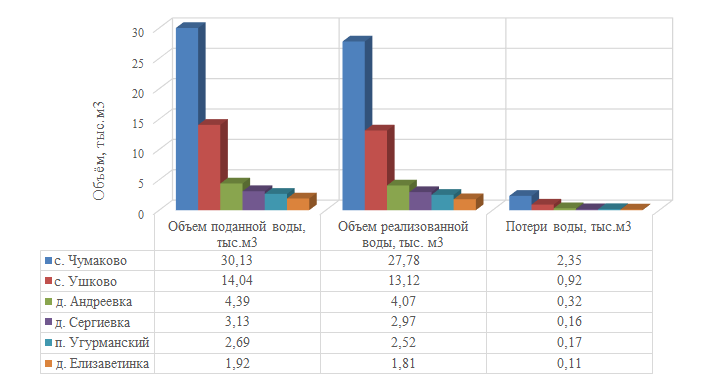 30
25
20
15
10
5
0
Объём, тыс.м3
Объем поданной воды,
тыс.м3
Объем реализованной
воды, тыс. м3
Потери воды, тыс.м3
с. Чумаково 30,13 27,78 2,35
с. Ушково 14,04 13,12 0,92
д. Андреевка 4,39 4,07 0,32
д. Сергиевка 3,13 2,97 0,16
п. Угурманский 2,69 2,52 0,17
д. Елизаветинка 1,92 1,81 0,11